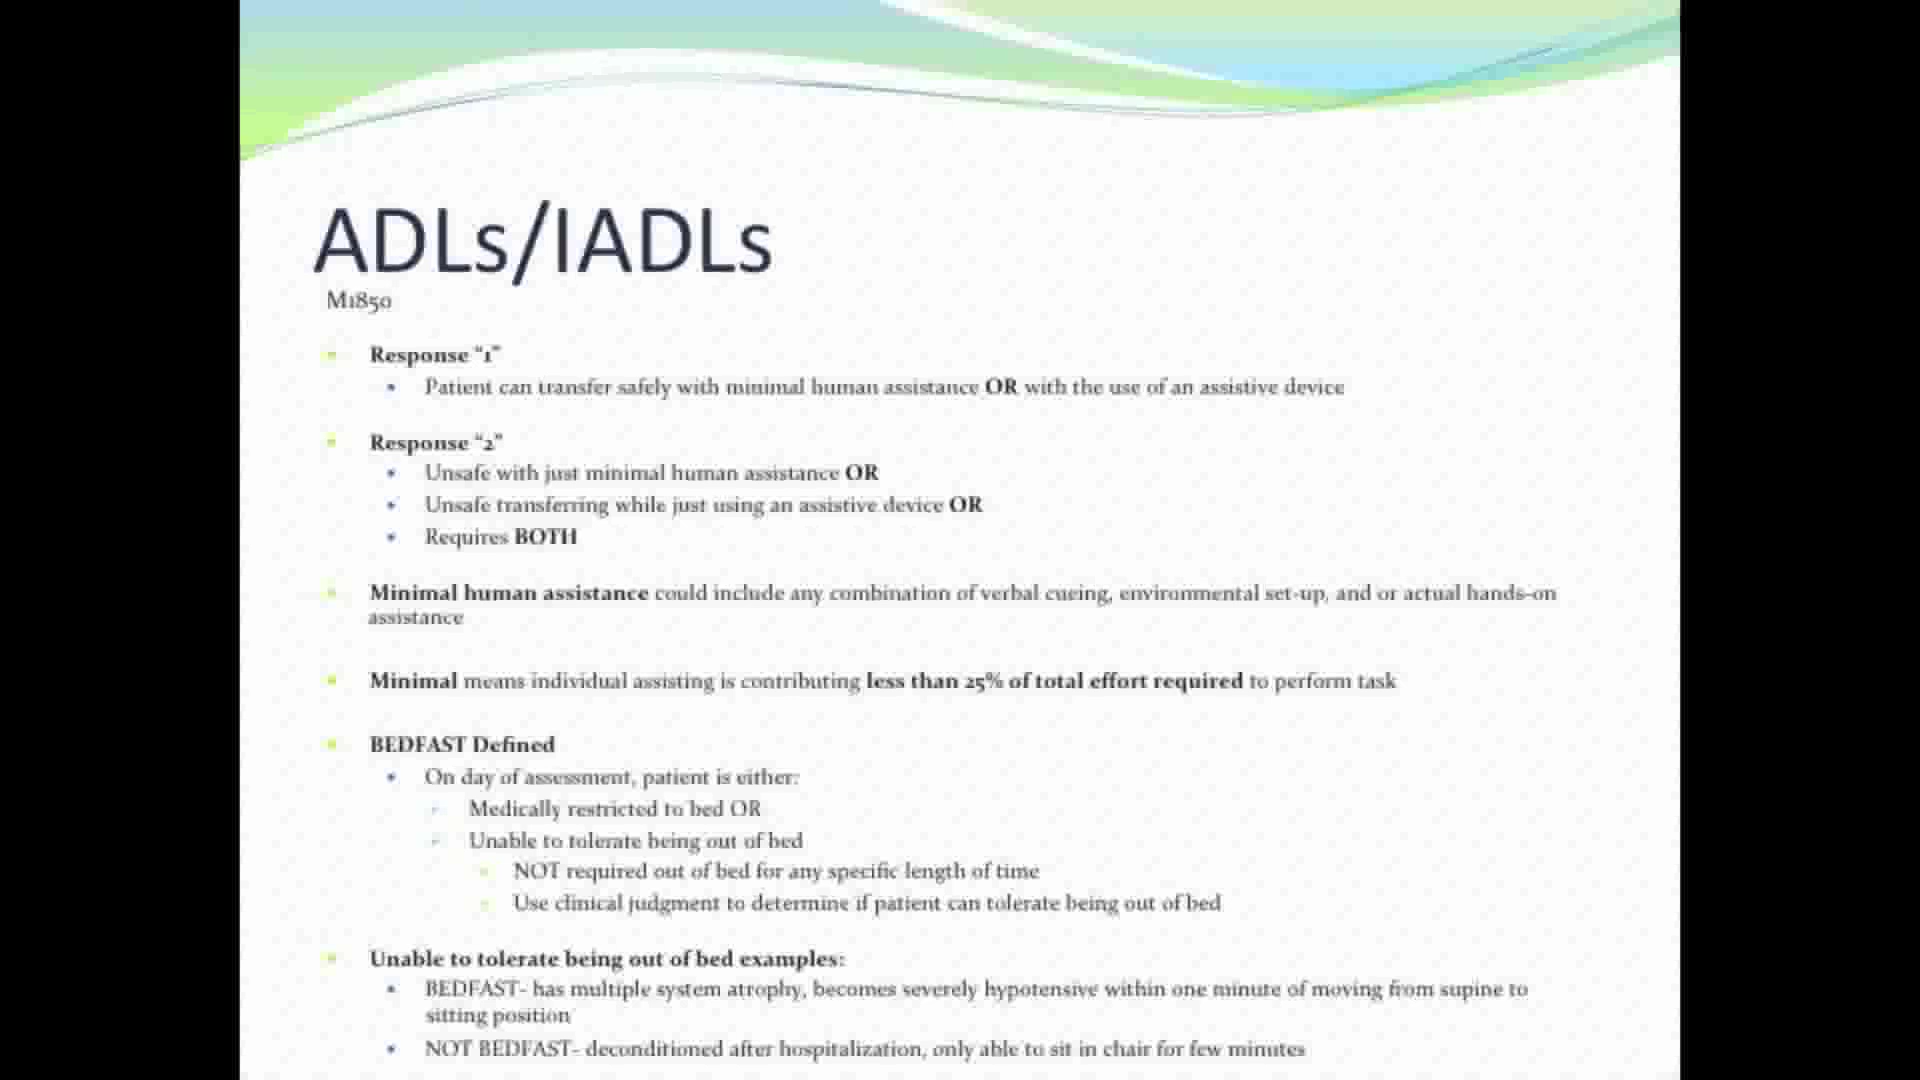 ADLs/IADLs
M1850
Response “1”
Patient can transfer safely with minimal human assistance OR with the use of an assistive device
Response “2”
Unsafe with just minimal human assistance OR
Unsafe transferring while just using an assistive device OR
Requires BOTH
Minimal human assistance could include any combination of verbal cueing, environmental set-up, and or actual hands-on
assistance
Minimal means individual assisting is contributing less than 25% of total effort required to perform task
BEDFAST Defined
On day of assessment, patient is either:
Medically restricted to bed OR
Unable to tolerate being out of bed
NOT required out of bed for any specific length of time
Use clinical judgment to determine if patient can tolerate being out of bed
Unable to tolerate being out of bed examples:
BEDFAST- has multiple system atrophy, becomes severely hypotensive within one minute of moving from supine to
sitting position
NOT BEDFAST- deconditioned after hospitalization, only able to sit in chair for few minutes